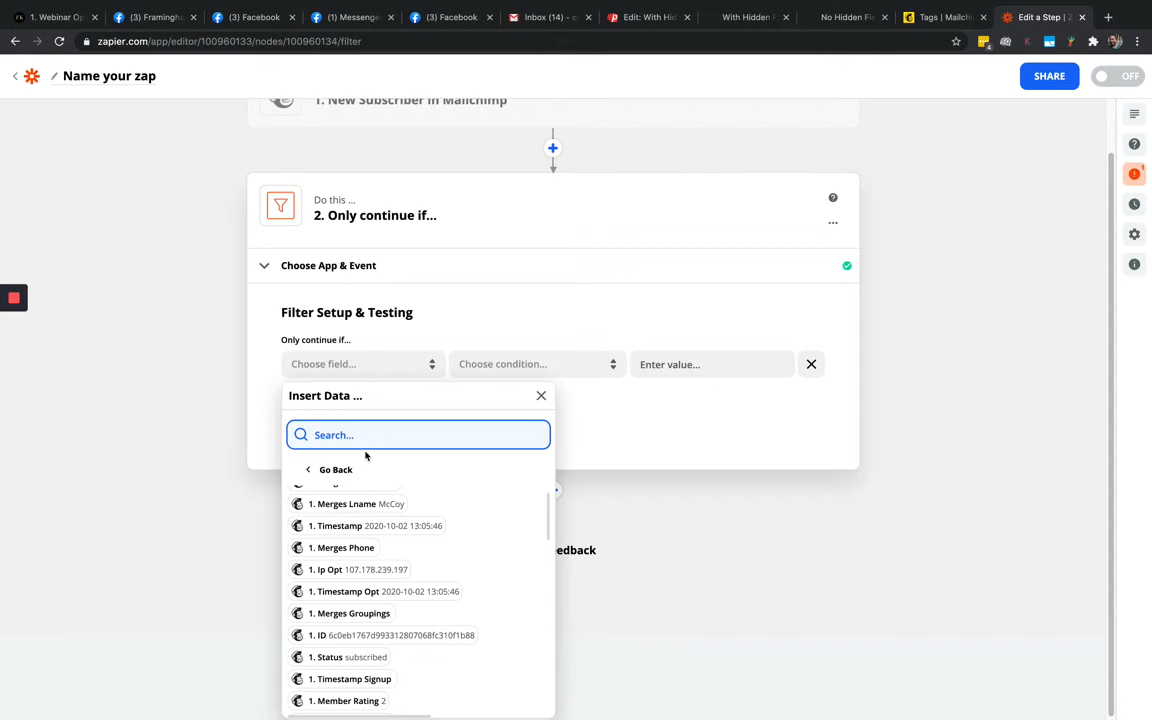 1. Webinar Op
(3) Framingha
(3) Facebook
(1) Messenge
(3) Facebook
Inbox (14) - c
Edit: With Hid
With Hidden F
No Hidden Fi
Tags | Mailchi
Edit a Step | Z
zapier.com/app/editor/100960133/nodes/100960134/filter
Name your zap
SHARE
OFF
1. New Subscriber in Mailchimp
Do this ...
2. Only continue if...
Choose App & Event
Filter Setup & Testing
Only continue if...
Choose field...
Choose condition...
Enter value...
Insert Data ...
Search...
Go Back
1. Merges Lname McCoy
1. Timestamp 2020-10-02 13:05:46
1. Merges Phone
1. Ip Opt 107.178.239.197
edback
1. Timestamp Opt 2020-10-02 13:05:46
1. Merges Groupings
1. ID 6c0eb1767d993312807068fc310f1b88
1. Status subscribed
1. Timestamp Signup
1. Member Rating 2